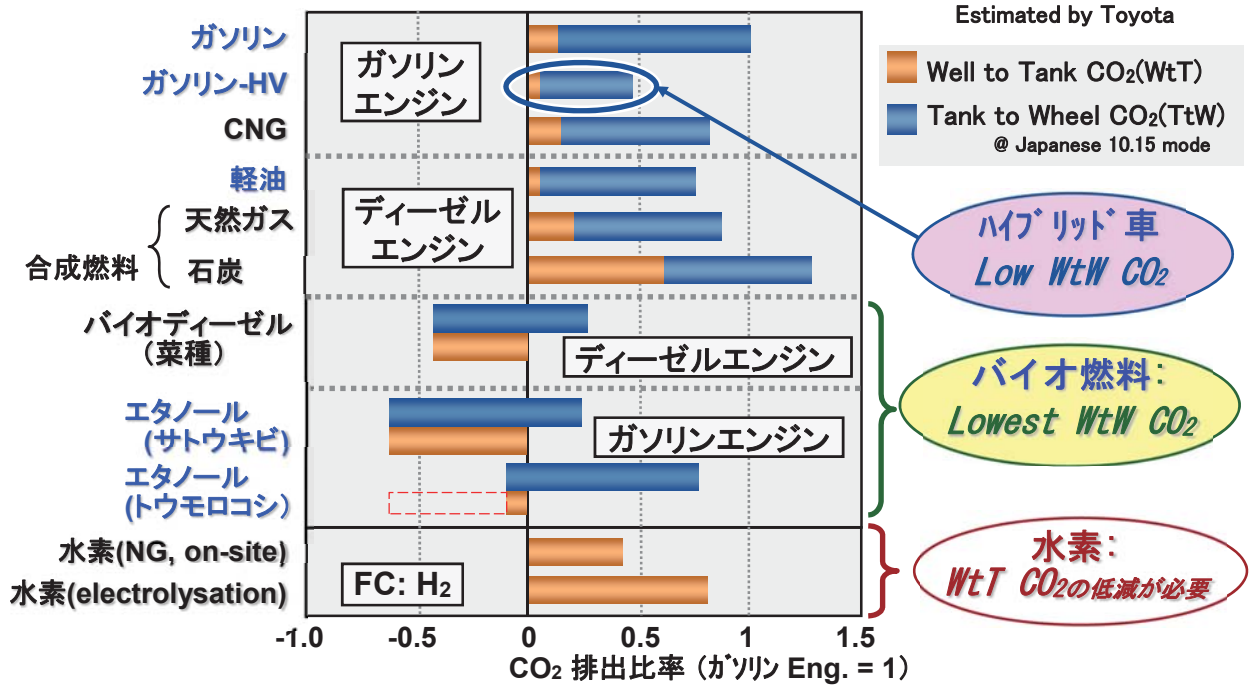 Estimated by Toyota
Well to Tank CO₂(WtT)
Tank to Wheel CO₂(TtW)
@ Japanese 10.15 mode
ガソリン
ガソリン-HV
CNG
ガソリン
エンジン
軽油
天然ガス
合成燃料
石炭
ディーゼル
エンジン
バイオディーゼル
（菜種）
ディーゼルエンジン
エタノール
(サトウキビ)
ガソリンエンジン
エタノール
(トウモロコシ)
水素(NG, on-site)
水素(electrolysation)
FC: H₂
ﾊｲﾌﾞﾘｯﾄﾞ車
Low WtW CO₂
バイオ燃料:
Lowest WtW CO₂
水素:
WtT CO₂の低減が必要
-1.0 -0.5 0 0.5 1 1.5
CO₂ 排出比率 (ｶﾞｿﾘﾝ Eng. = 1)